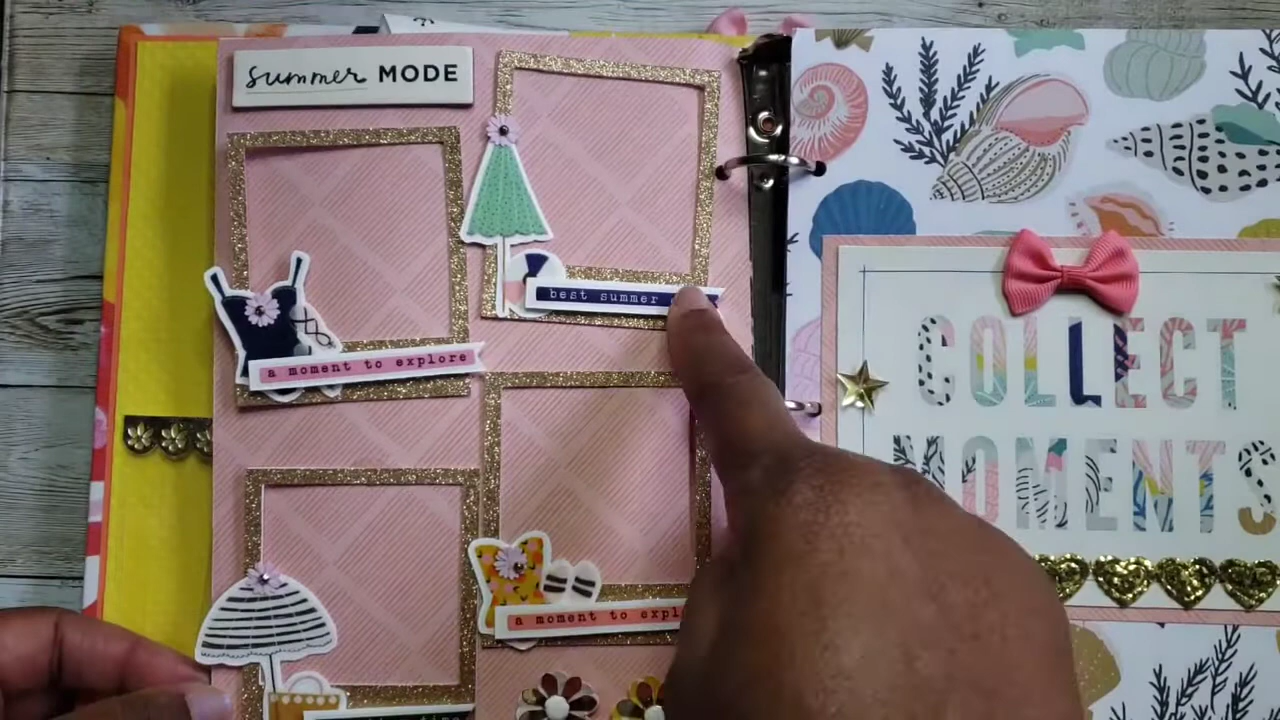 summer MODE
best summer
a moment to explore
a moment to expl
COLLECT
MOMENTS